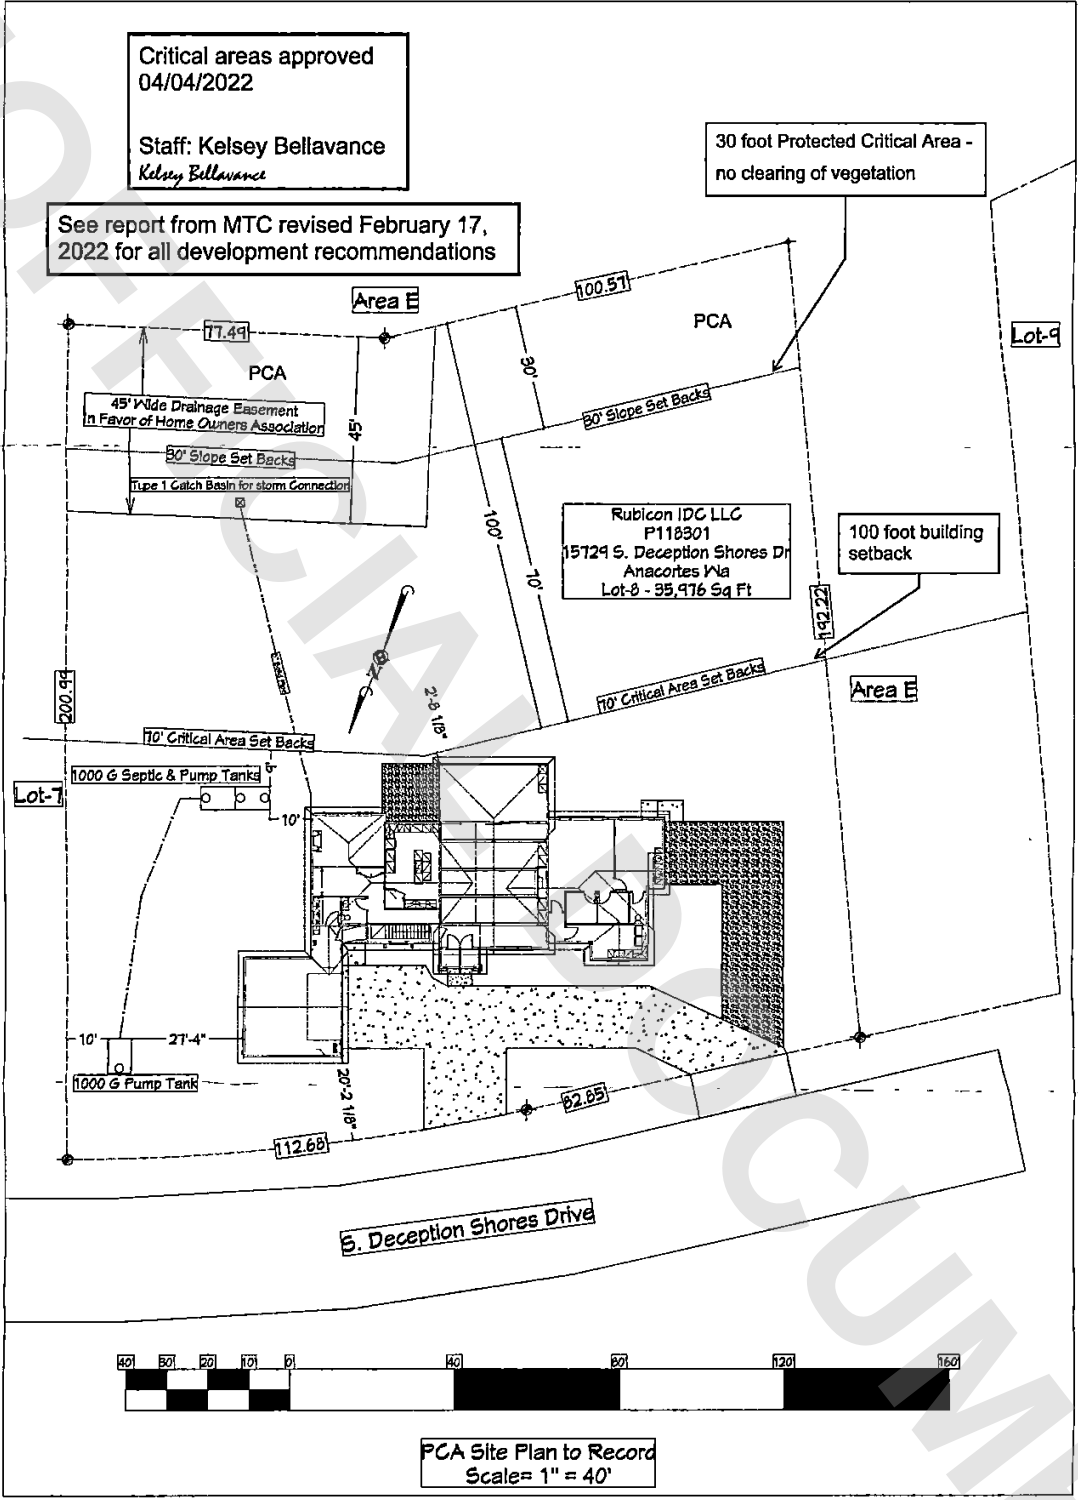 Critical areas approved
04/04/2022
Staff: Kelsey Bellavance
Kelsey Bellavance
See report from MTC revised February 17,
2022 for all development recommendations
30 foot Protected Critical Area -
no clearing of vegetation
Area E
100.57
77.49
PCA
PCA
Lot-9
45' Wide Drainage Easement
In Favor of Home Owners Association
45'
30'
30' Slope Set Backs
30' Slope Set Backs
Type 1 Catch Basin for storm Connection
100'
70'
Rubicon IDC LLC
P118301
15729 S. Deception Shores Dr
Anacortes Wa
Lot-8 - 35,976 Sq Ft
100 foot building
setback
192.22
N
200.99
2'-8 1/8"
70' Critical Area Set Backs
Area E
70' Critical Area Set Backs
1000 G Septic & Pump Tanks
Lot-7
10'
10'
27'-4"
1000 G Pump Tank
20'-2 1/8"
82.85
112.68
S. Deception Shores Drive
40' 30' 20' 10' 0' 40' 80' 120' 160'
PCA Site Plan to Record
Scale= 1" = 40'
OFFICIAL DOCUM